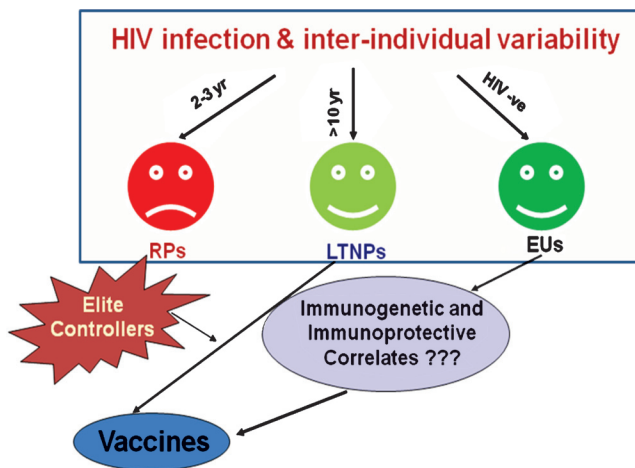 HIV infection & inter-individual variability
2-3 yr
>10 yr
HIV -ve
RPs
LTNPs
EUs
Elite
Controllers
Immunogenetic and
Immunoprotective
Correlates ???
Vaccines